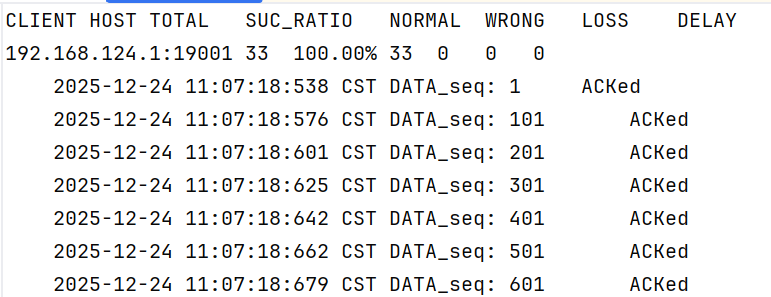 CLIENT HOST TOTAL SUC_RATIO NORMAL WRONG LOSS DELAY
192.168.124.1:19001 33 100.00% 33 0 0 0
2025-12-24 11:07:18:538 CST DATA_seq: 1 ACKed
2025-12-24 11:07:18:576 CST DATA_seq: 101 ACKed
2025-12-24 11:07:18:601 CST DATA_seq: 201 ACKed
2025-12-24 11:07:18:625 CST DATA_seq: 301 ACKed
2025-12-24 11:07:18:642 CST DATA_seq: 401 ACKed
2025-12-24 11:07:18:662 CST DATA_seq: 501 ACKed
2025-12-24 11:07:18:679 CST DATA_seq: 601 ACKed